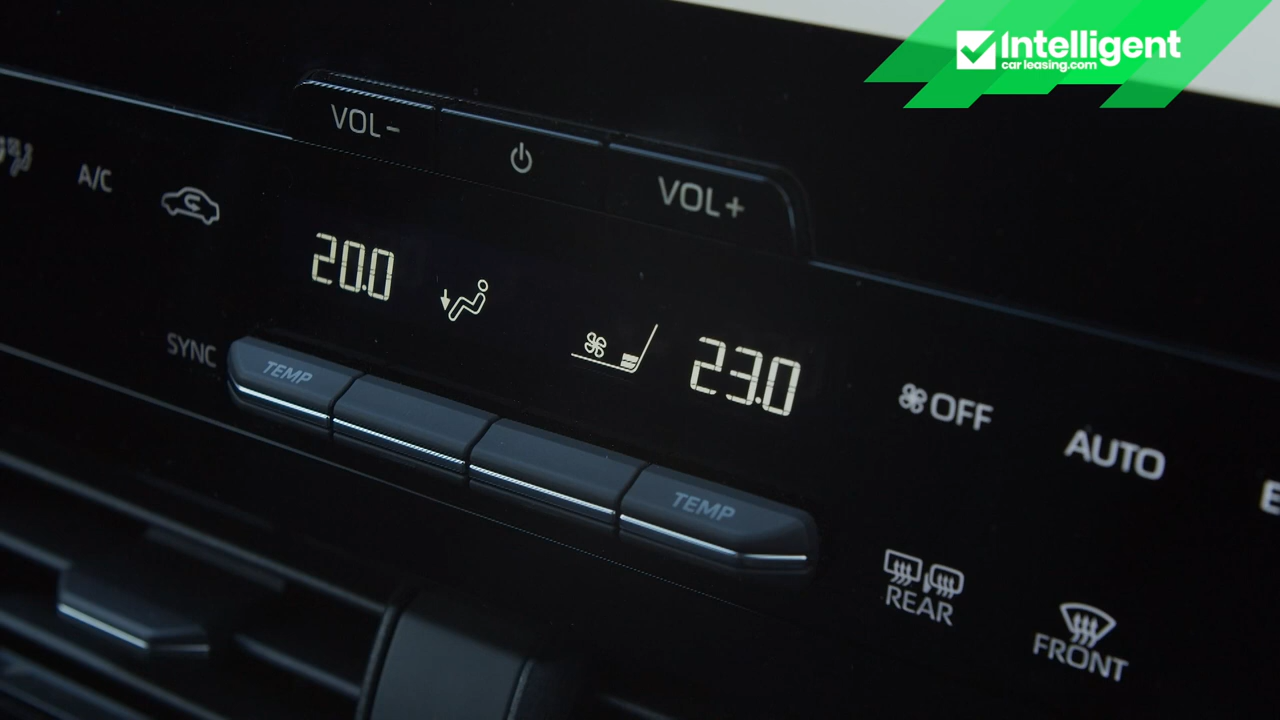 Intelligent
carleasing.com
VOL-
VOL+
A/C
20.0
23.0
SYNC
TEMP
TEMP
OFF
AUTO
REAR
FRONT